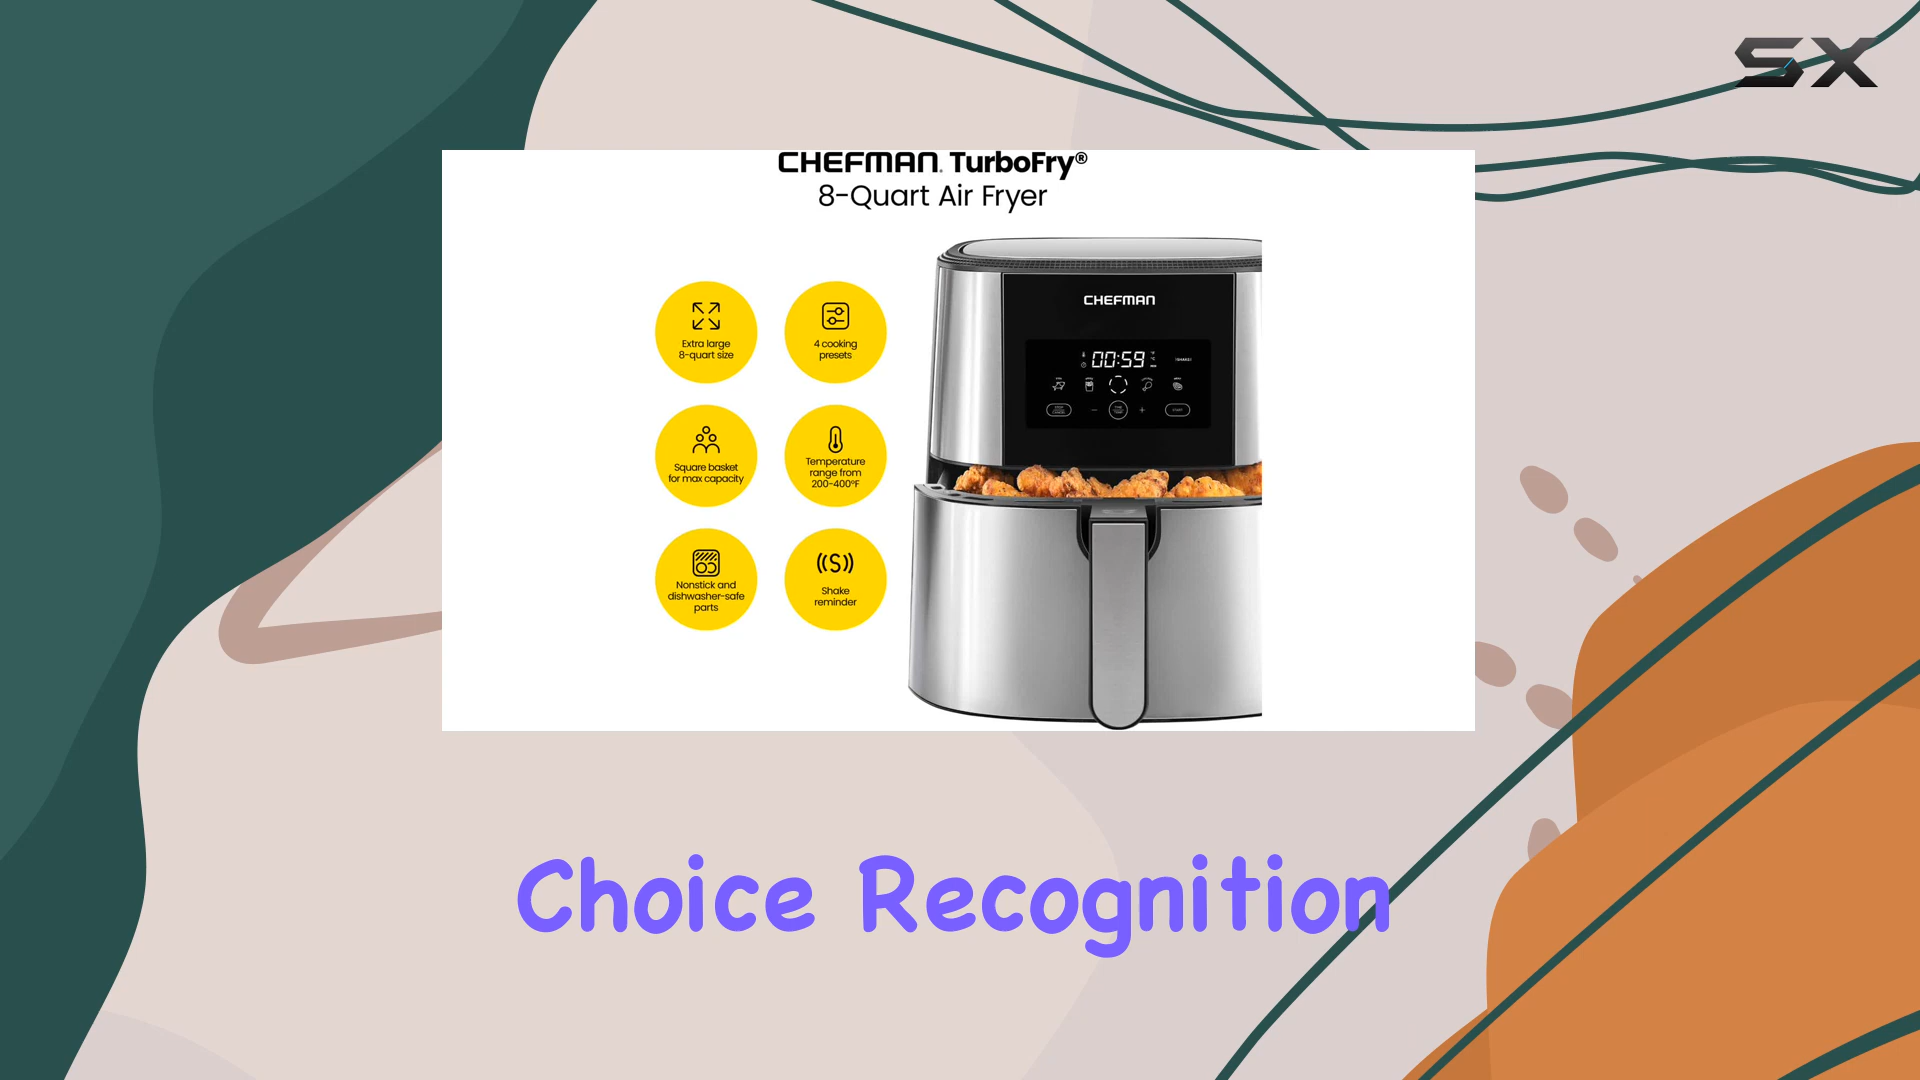 SX
CHEFMAN. TurboFry®
8-Quart Air Fryer
Extra large
8-quart size
4 cooking
presets
Square basket
for max capacity
Temperature
range from
200-400°F
Nonstick and
dishwasher-safe
parts
((S))
Shake
reminder
CHEFMAN
00:59
Choice Recognition